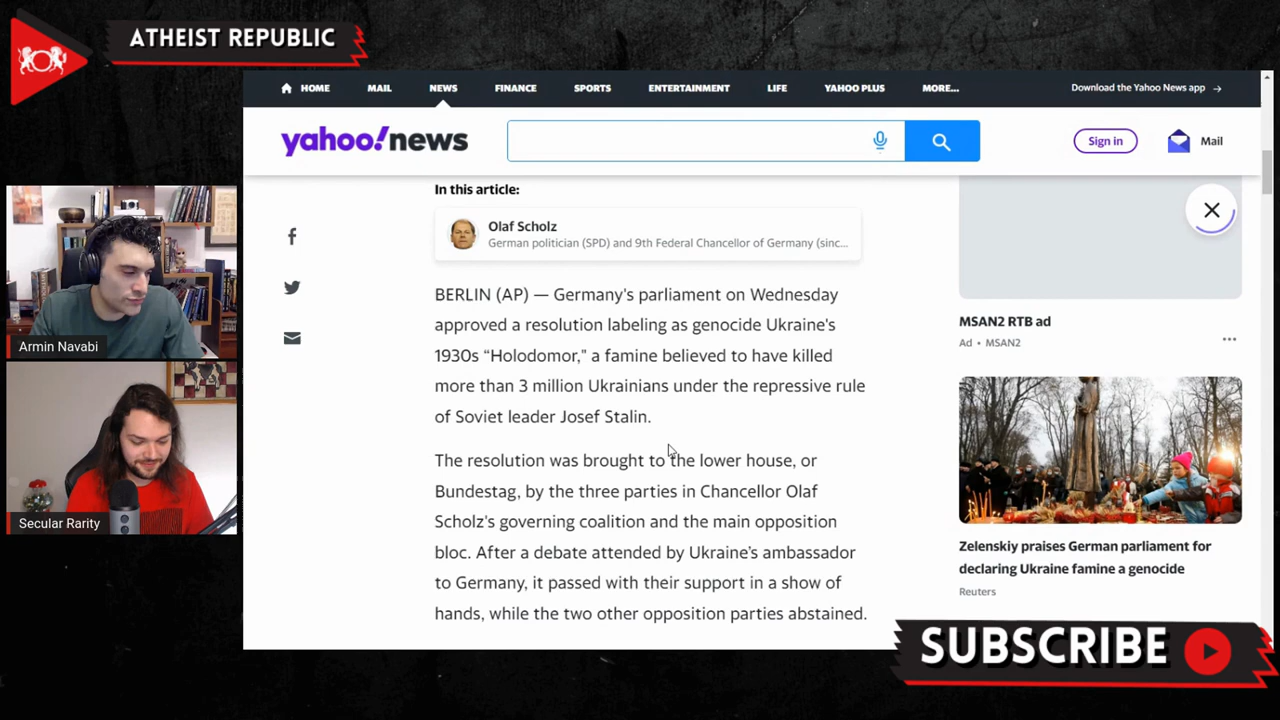 ATHEIST REPUBLIC
HOME MAIL NEWS FINANCE SPORTS ENTERTAINMENT LIFE YAHOO PLUS MORE... Download the Yahoo News app →
yahoo!news
Sign in
Mail
In this article:
Olaf Scholz
German politician (SPD) and 9th Federal Chancellor of Germany (sinc...
BERLIN (AP) — Germany's parliament on Wednesday
approved a resolution labeling as genocide Ukraine's
1930s “Holodomor,” a famine believed to have killed
more than 3 million Ukrainians under the repressive rule
of Soviet leader Josef Stalin.
The resolution was brought to the lower house, or
Bundestag, by the three parties in Chancellor Olaf
Scholz's governing coalition and the main opposition
bloc. After a debate attended by Ukraine's ambassador
to Germany, it passed with their support in a show of
hands, while the two other opposition parties abstained.
MSAN2 RTB ad
Ad • MSAN2
Zelenskiy praises German parliament for
declaring Ukraine famine a genocide
Reuters
Armin Navabi
Secular Rarity
SUBSCRIBE